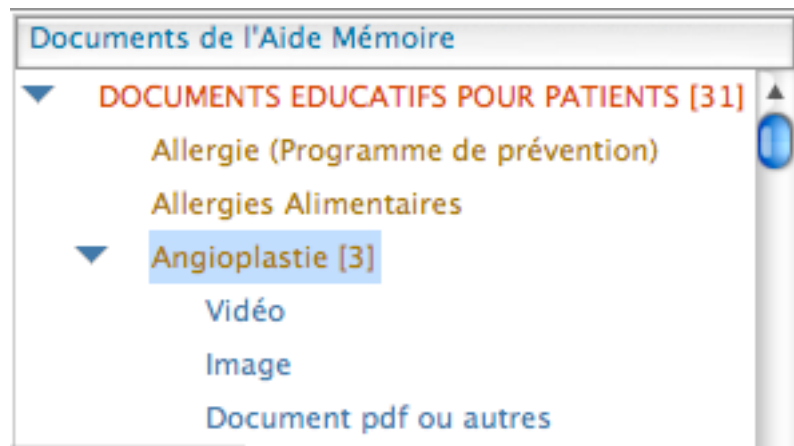 Documents de l'Aide Mémoire
DOCUMENTS EDUCATIFS POUR PATIENTS [31]
Allergie (Programme de prévention)
Allergies Alimentaires
Angioplastie [3]
Vidéo
Image
Document pdf ou autres